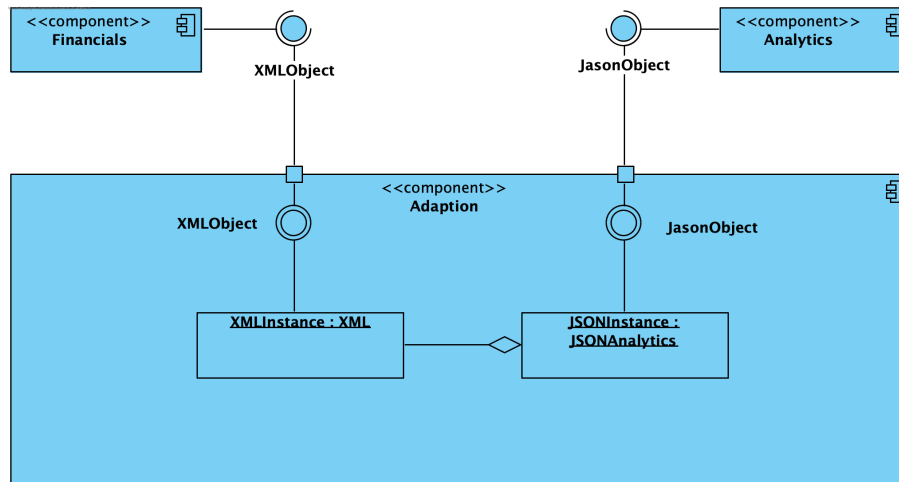 <<component>>
Financials
XMLObject
JasonObject
<<component>>
Analytics
<<component>>
Adaption
XMLObject
JasonObject
XMLInstance : XML
JSONInstance :
JSONAnalytics